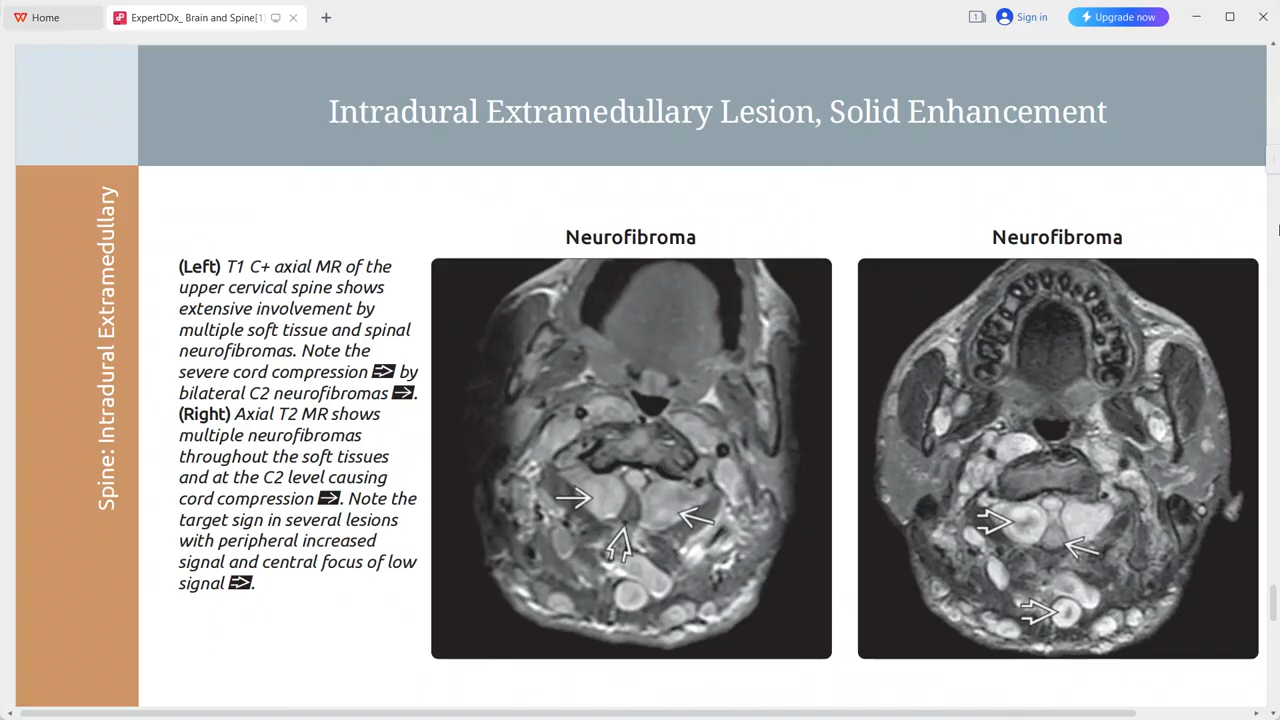 Home
ExpertDDx_ Brain and Spine[1]
Sign in
Upgrade now
Intradural Extramedullary Lesion, Solid Enhancement
Spine: Intradural Extramedullary
(Left) T1 C+ axial MR of the
upper cervical spine shows
extensive involvement by
multiple soft tissue and spinal
neurofibromas. Note the
severe cord compression by
bilateral C2 neurofibromas .
(Right) Axial T2 MR shows
multiple neurofibromas
throughout the soft tissues
and at the C2 level causing
cord compression . Note the
target sign in several lesions
with peripheral increased
signal and central focus of low
signal .
Neurofibroma
Neurofibroma